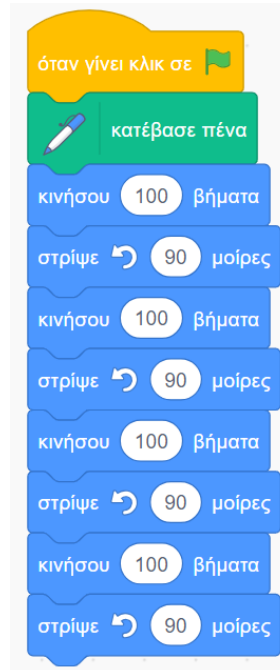 όταν γίνει κλικ σε
κατέβασε πένα
κινήσου 100 βήματα
στρίψε 90 μοίρες
κινήσου 100 βήματα
στρίψε 90 μοίρες
κινήσου 100 βήματα
στρίψε 90 μοίρες
κινήσου 100 βήματα
στρίψε 90 μοίρες